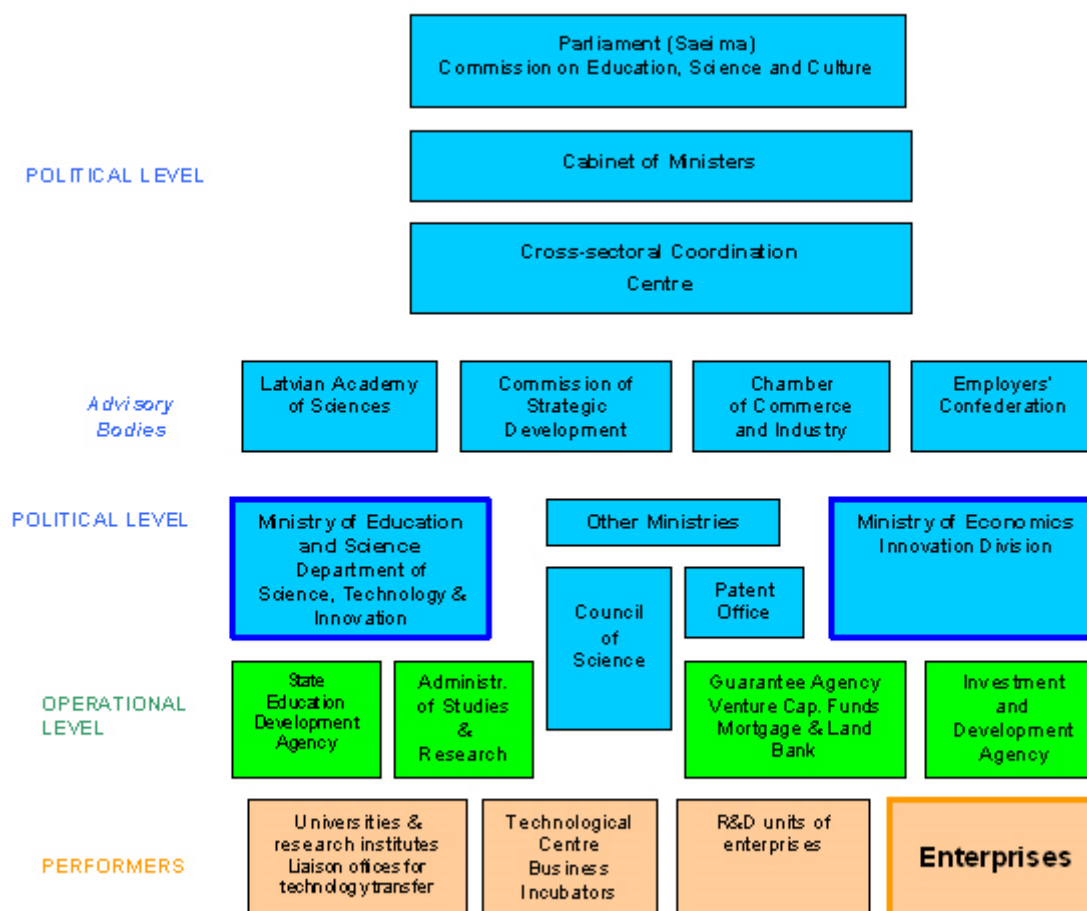 Parliament (Saeima)
Commission on Education, Science and Culture
POLITICAL LEVEL
Cabinet of Ministers
Cross-sectoral Coordination
Centre
Advisory
Bodies
Latvian Academy
of Sciences
Commission of
Strategic
Development
Chamber
of Commerce
and Industry
Employers'
Confederation
POLITICAL LEVEL
Ministry of Education
and Science
Department of
Science, Technology &
Innovation
Other Ministries
Ministry of Economics
Innovation Division
Council
of
Science
Patent
Office
OPERATIONAL
LEVEL
State
Education
Development
Agency
Administr.
of Studies
&
Research
Guarantee Agency
Venture Cap. Funds
Mortgage & Land
Bank
Investment
and
Development
Agency
PERFORMERS
Universities &
research institutes
Liaison offices for
technology transfer
Technological
Centre
Business
Incubators
R&D units of
enterprises
Enterprises